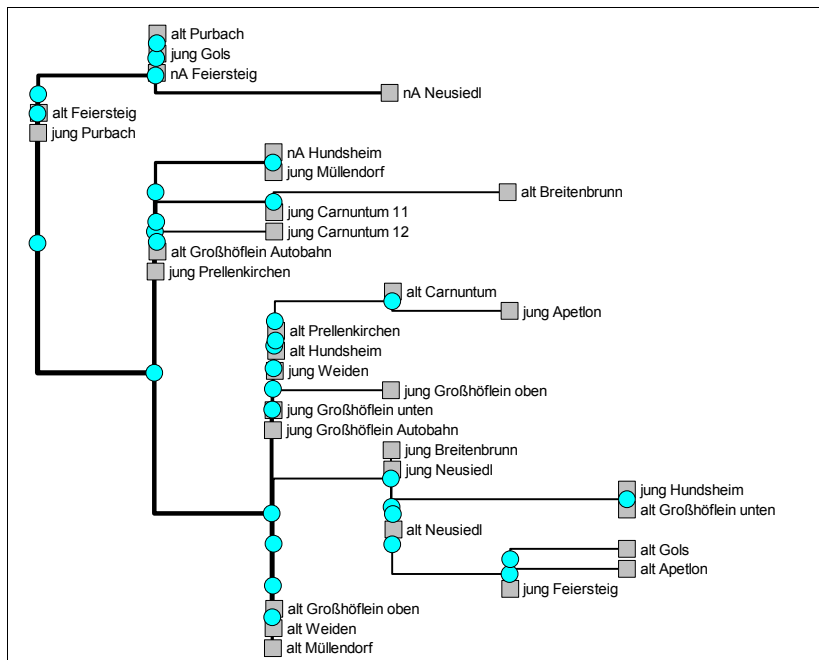 alt Purbach
jung Gols
nA Feiersteig
nA Neusiedl
alt Feiersteig
jung Purbach
nA Hundsheim
jung Müllendorf
alt Breitenbrunn
jung Carnuntum 11
jung Carnuntum 12
alt Großhöflein Autobahn
jung Prellenkirchen
alt Carnuntum
jung Apetlon
alt Prellenkirchen
alt Hundsheim
jung Weiden
jung Großhöflein oben
jung Großhöflein unten
jung Großhöflein Autobahn
jung Breitenbrunn
jung Neusiedl
jung Hundsheim
alt Großhöflein unten
alt Neusiedl
alt Gols
alt Apetlon
jung Feiersteig
alt Großhöflein oben
alt Weiden
alt Müllendorf